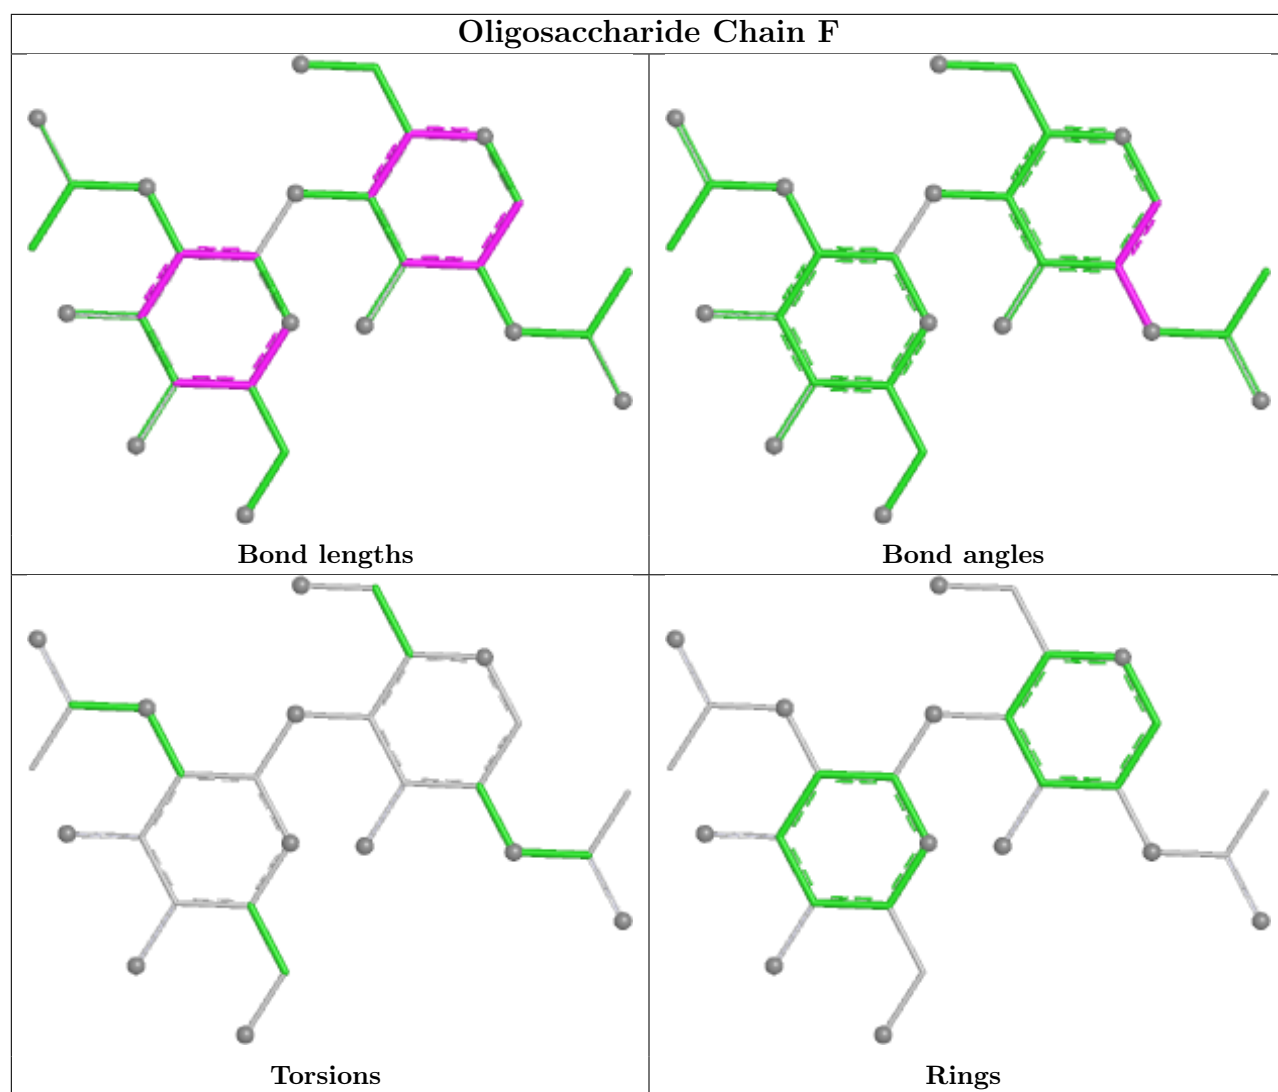 Oligosaccharide Chain F
Bond lengths
Bond angles
Torsions
Rings